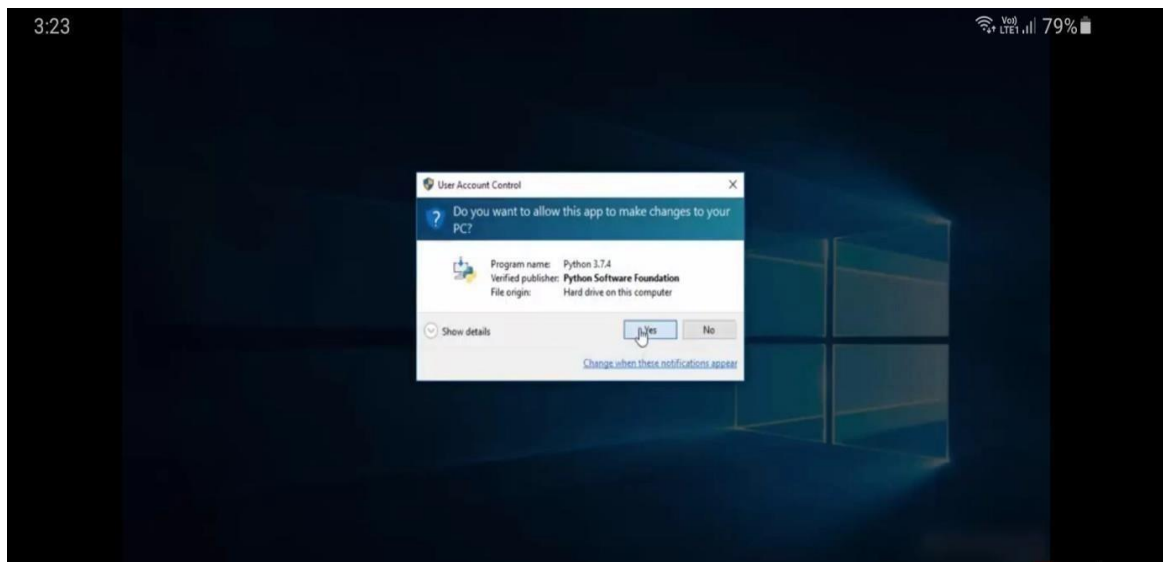 3:23
Vo)) LTE1 79%
User Account Control
Do you want to allow this app to make changes to your
PC?
Program name: Python 3.7.4
Verified publisher: Python Software Foundation
File origin: Hard drive on this computer
Show details
Yes No
Change when these notifications appear